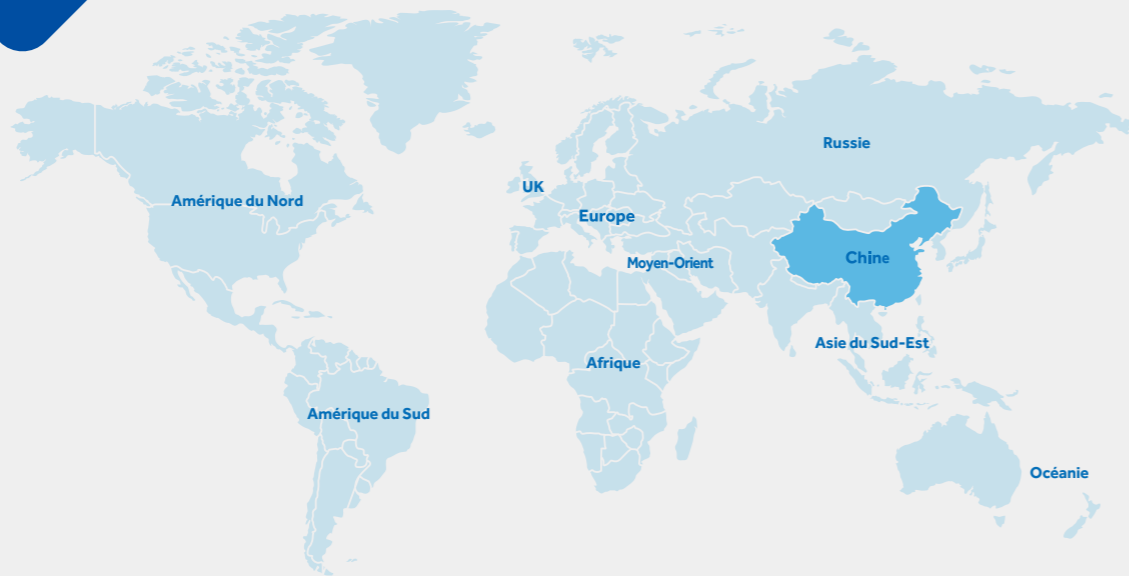 Russie
UK
Amérique du Nord
Europe
Chine
Moyen-Orient
Asie du Sud-Est
Afrique
Amérique du Sud
Océanie